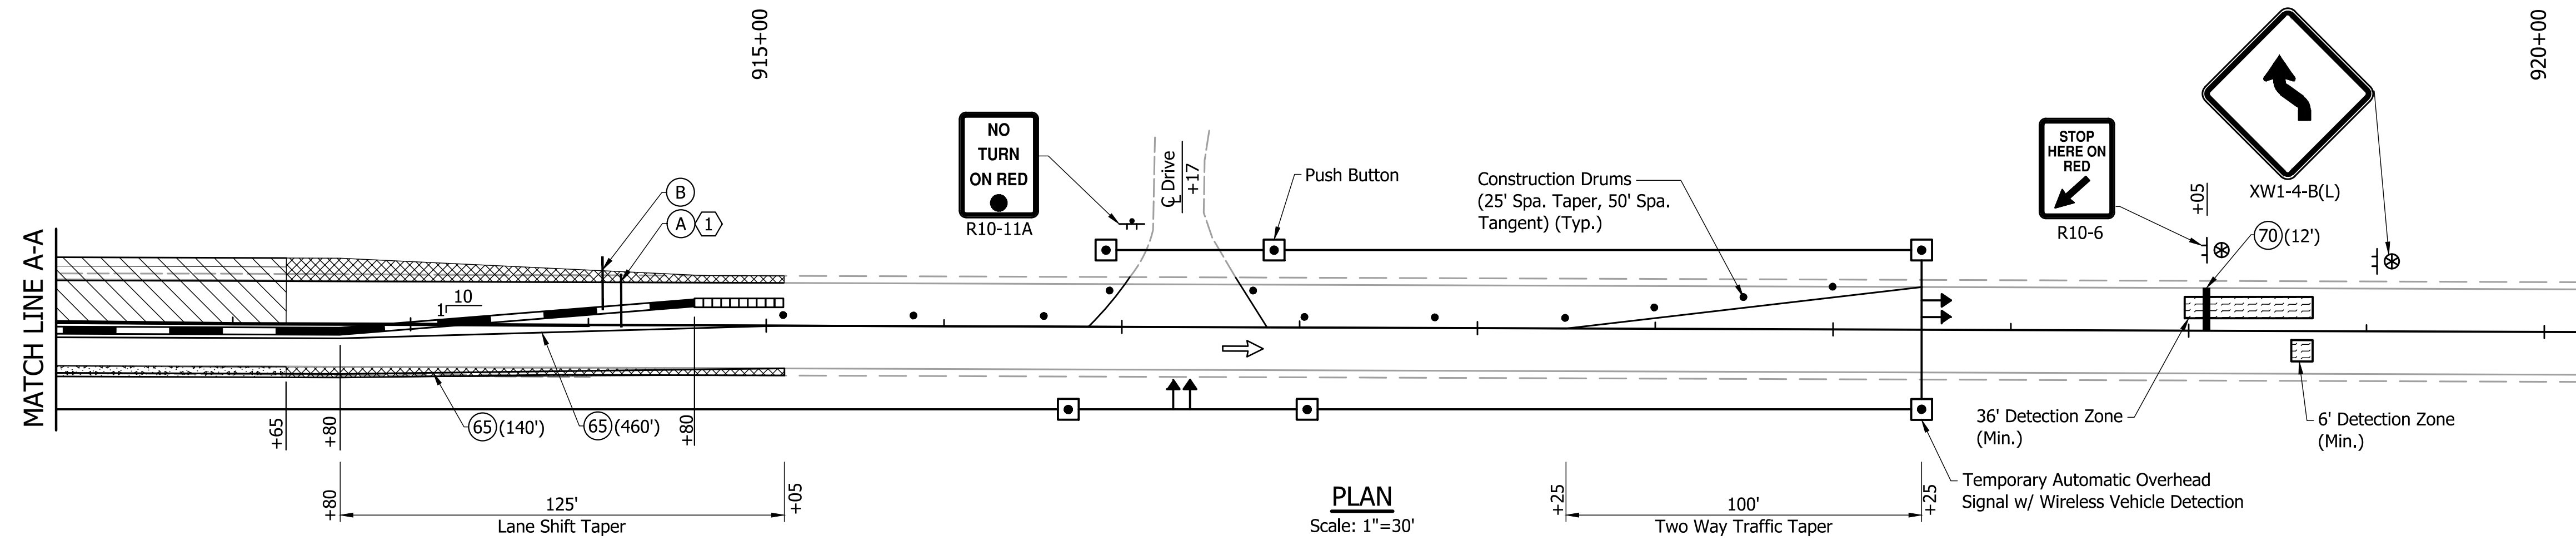 915+00
920+00
NO
TURN
ON RED
R10-11A
℄ Drive
+17
Push Button
Construction Drums
(25' Spa. Taper, 50' Spa.
Tangent) (Typ.)
STOP
HERE ON
RED
R10-6
+05
XW1-4-B(L)
70 (12')
B
A 1
MATCH LINE A-A
10
1
+65
+80
65 (140')
65 (460')
+80
36' Detection Zone
(Min.)
6' Detection Zone
(Min.)
+80
125'
Lane Shift Taper
+05
PLAN
Scale: 1"=30'
+25
100'
Two Way Traffic Taper
+25
Temporary Automatic Overhead
Signal w/ Wireless Vehicle Detection